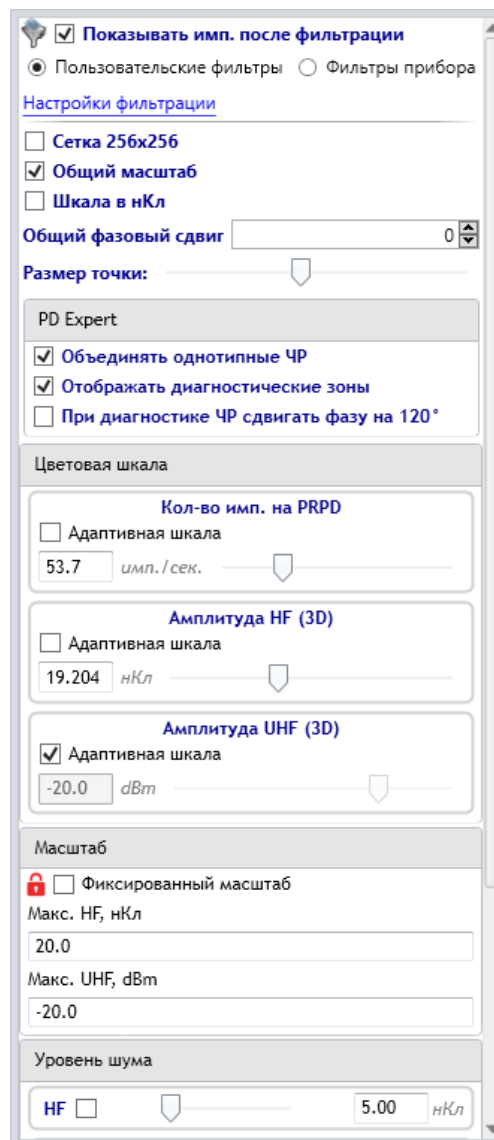 Показывать имп. после фильтрации
Пользовательские фильтры Фильтры прибора
Настройки фильтрации
Сетка 256x256
Общий масштаб
Шкала в нКл
Общий фазовый сдвиг 0
Размер точки:
PD Expert
Объединять однотипные ЧР
Отображать диагностические зоны
При диагностике ЧР сдвигать фазу на 120°
Цветовая шкала
Кол-во имп. на PRPD
Адаптивная шкала
53.7 имп./сек.
Амплитуда HF (3D)
Адаптивная шкала
19.204 нКл
Амплитуда UHF (3D)
Адаптивная шкала
-20.0 dBm
Масштаб
Фиксированный масштаб
Макс. HF, нКл
20.0
Макс. UHF, dBm
-20.0
Уровень шума
HF 5.00 нКл